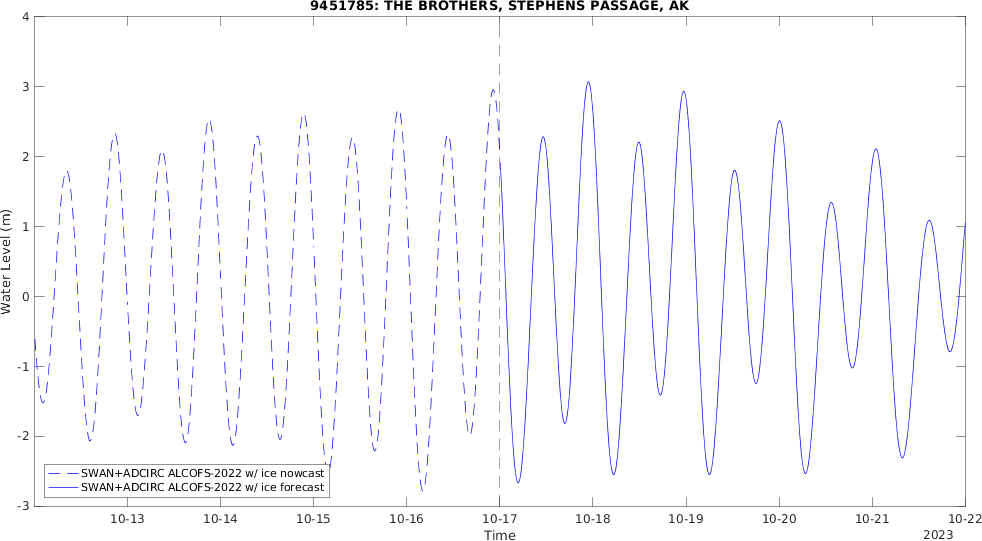 9451785: THE BROTHERS, STEPHENS PASSAGE, AK
4
3
2
1
0
-1
-2
-3
Water Level (m)
SWAN+ADCIRC ALCOFS-2022 w/ ice nowcast
SWAN+ADCIRC ALCOFS-2022 w/ ice forecast
10-13 10-14 10-15 10-16 10-17 10-18 10-19 10-20 10-21 10-22
Time
2023